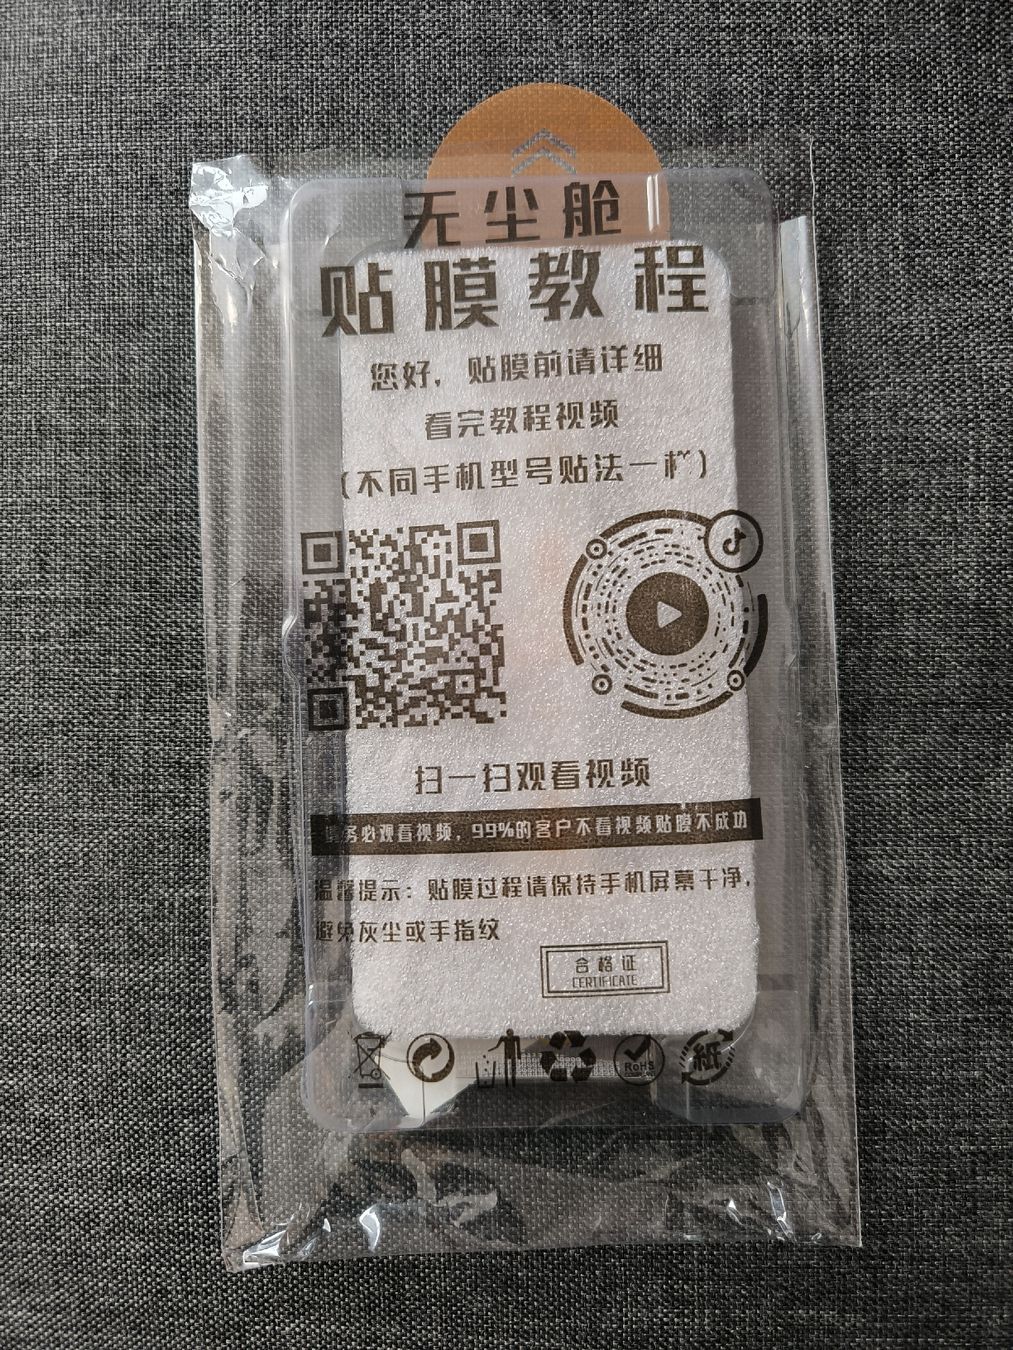 无尘舱
贴膜教程
您好，贴膜前请详细
看完教程视频
（不同手机型号贴法一样）
扫一扫观看视频
务必观看视频，99%的客户不看视频贴膜不成功
温馨提示：贴膜过程请保持手机屏幕干净，
避免灰尘或手指纹
合格证
CERTIFICATE
RoHS
紙